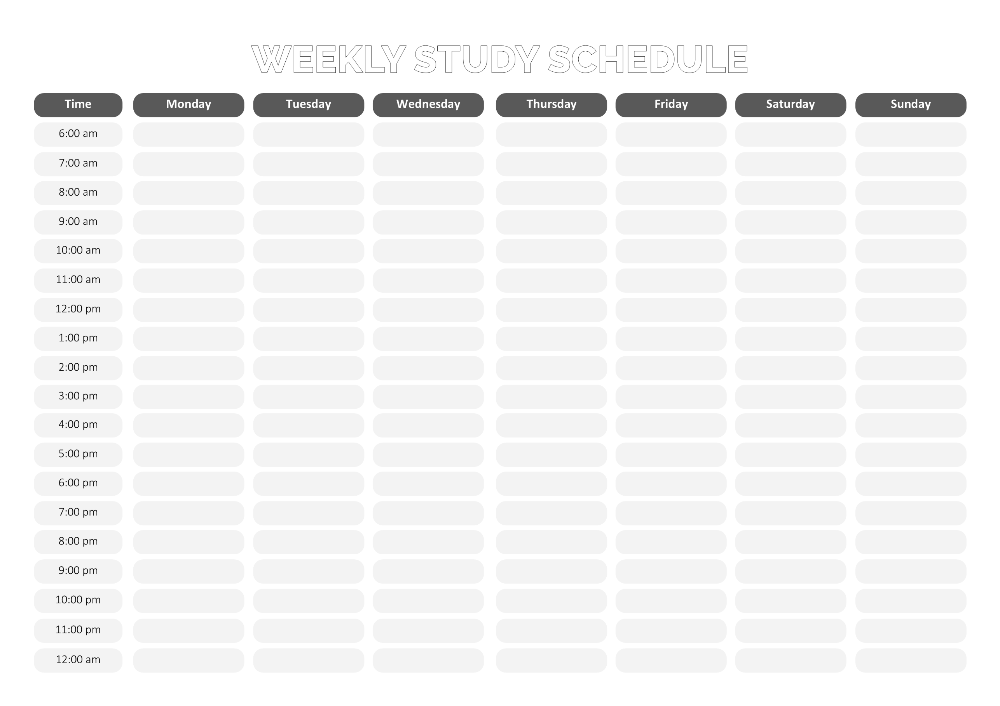 WEEKLY STUDY SCHEDULE
Time Monday Tuesday Wednesday Thursday Friday Saturday Sunday
6:00 am
7:00 am
8:00 am
9:00 am
10:00 am
11:00 am
12:00 pm
1:00 pm
2:00 pm
3:00 pm
4:00 pm
5:00 pm
6:00 pm
7:00 pm
8:00 pm
9:00 pm
10:00 pm
11:00 pm
12:00 am